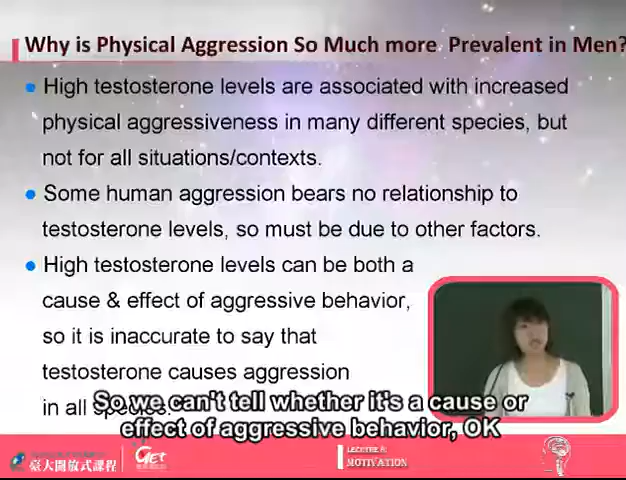 Why is Physical Aggression So Much more Prevalent in Men?
High testosterone levels are associated with increased
physical aggressiveness in many different species, but
not for all situations/contexts.
Some human aggression bears no relationship to
testosterone levels, so must be due to other factors.
High testosterone levels can be both a
cause & effect of aggressive behavior,
so it is inaccurate to say that
testosterone causes aggression
in all species.
So we can't tell whether it's a cause or
effect of aggressive behavior, OK
臺大開放式課程
GET
LECTURE 8:
MOTIVATION